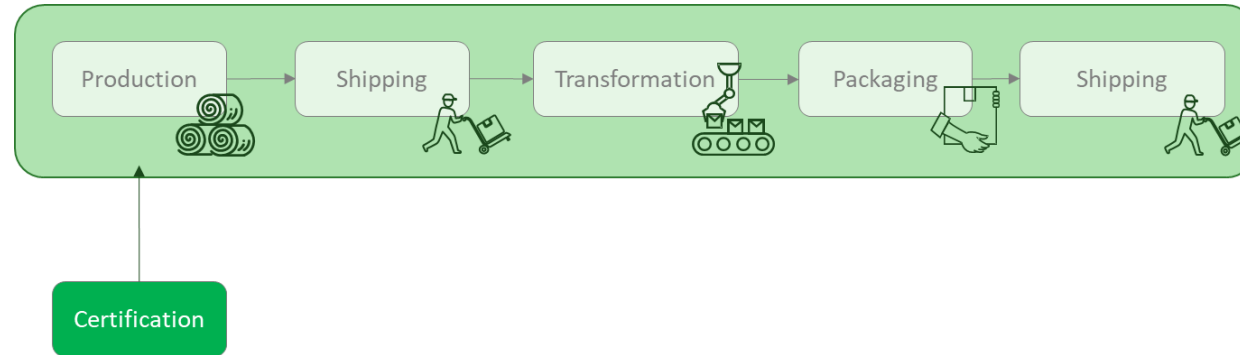 Production
Shipping
Transformation
Packaging
Shipping
Certification